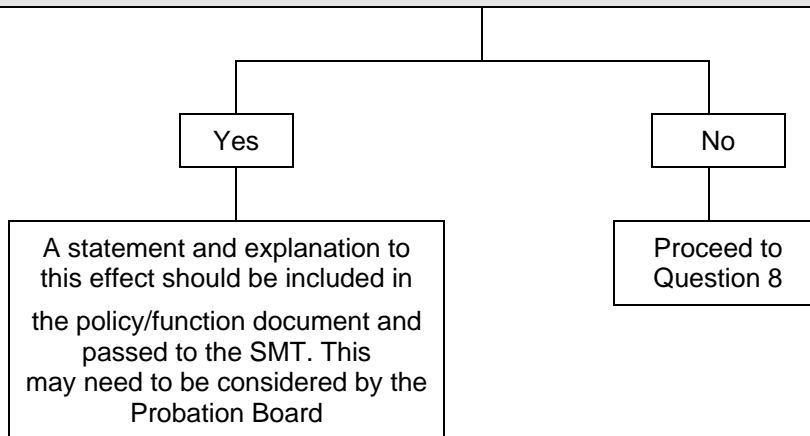 Yes
No
A statement and explanation to
this effect should be included in
the policy/function document and
passed to the SMT. This
may need to be considered by the
Probation Board
Proceed to
Question 8